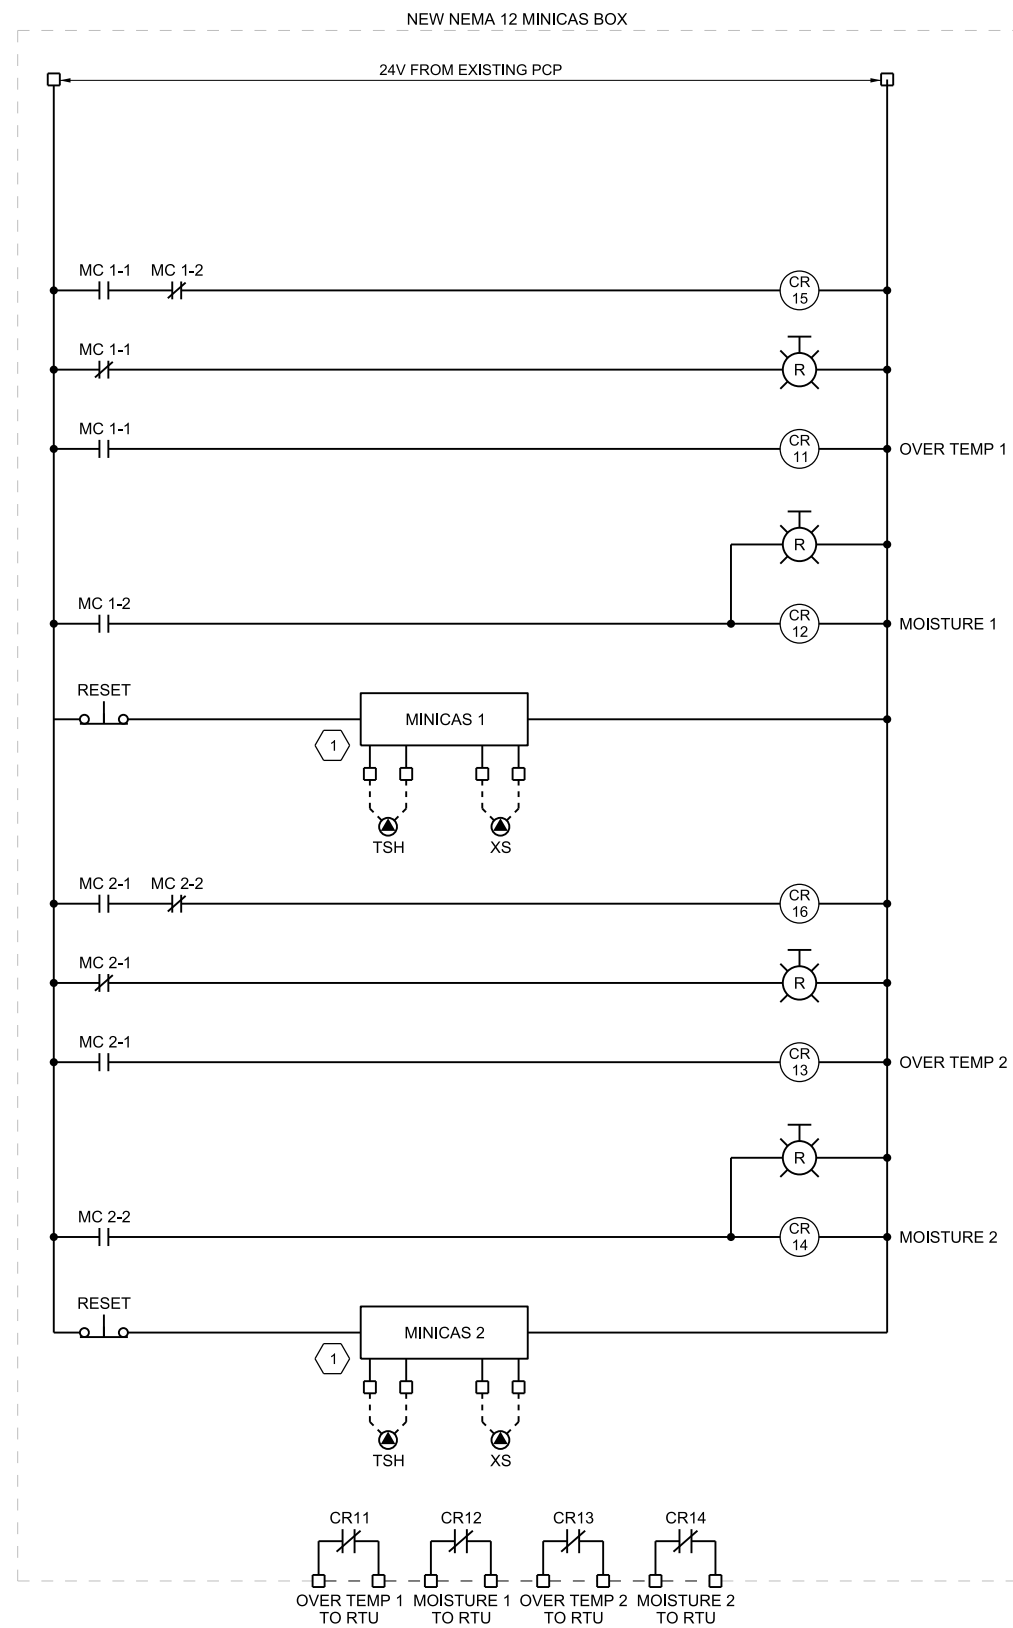 NEW NEMA 12 MINICAS BOX
24V FROM EXISTING PCP
MC 1-1 MC 1-2
CR
15
MC 1-1
R
MC 1-1
CR
11
OVER TEMP 1
R
MC 1-2
CR
12
MOISTURE 1
RESET
MINICAS 1
1
TSH XS
MC 2-1 MC 2-2
CR
16
MC 2-1
R
MC 2-1
CR
13
OVER TEMP 2
R
MC 2-2
CR
14
MOISTURE 2
RESET
MINICAS 2
1
TSH XS
CR11 CR12 CR13 CR14
OVER TEMP 1 MOISTURE 1 OVER TEMP 2 MOISTURE 2
TO RTU TO RTU TO RTU TO RTU